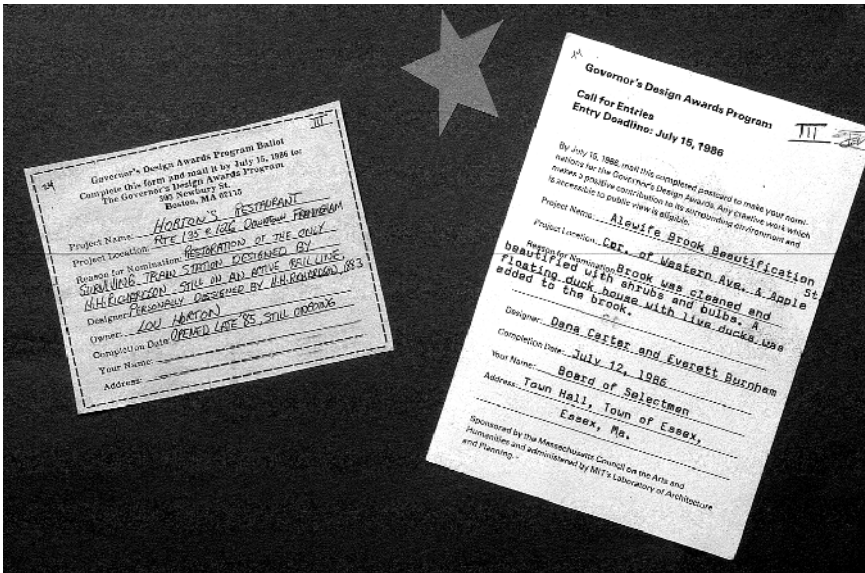 III
24
Governor's Design Awards Program Ballot
Complete this form and mail it by July 15, 1986 to:
The Governor's Design Awards Program
395 Newbury St.
Boston, MA 02115
Project Name: HORTON'S RESTAURANT
Project Location: RTE 135 & 126 DOWNTOWN FRAMINGHAM
Reason for Nomination: RESTORATION OF THE ONLY
SURVIVING TRAIN STATION DESIGNED BY
H.H. RICHARDSON STILL ON AN ACTIVE RAIL LINE.
Designer: PERSONALLY DESIGNED BY H.H. RICHARDSON, 1883
Owner: LOU HORTON
Completion Date: OPENED LATE '85, STILL ONGOING
Your Name:
Address:
Governor's Design Awards Program
III
Call for Entries
Entry Deadline: July 15, 1986
By July 15, 1986, mail this completed postcard to make your nomi-
nations for the Governor's Design Awards. Any creative work which
makes a positive contribution to its surrounding environment and
is accessible to public view is eligible.
Project Name: Alewife Brook Beautification
Project Location: Cor. of Western Ave. & Apple St
Reason for Nomination: Brook was cleaned and
beautified with shrubs and bulbs. A
floating duck house with live ducks was
added to the brook.
Designer: Dana Carter and Everett Burnham
Completion Date: July 12, 1986
Your Name: Board of Selectmen
Address: Town Hall, Town of Essex,
Essex, Ma.
Sponsored by the Massachusetts Council on the Arts and
Humanities and administered by MIT's Laboratory of Architecture
and Planning.